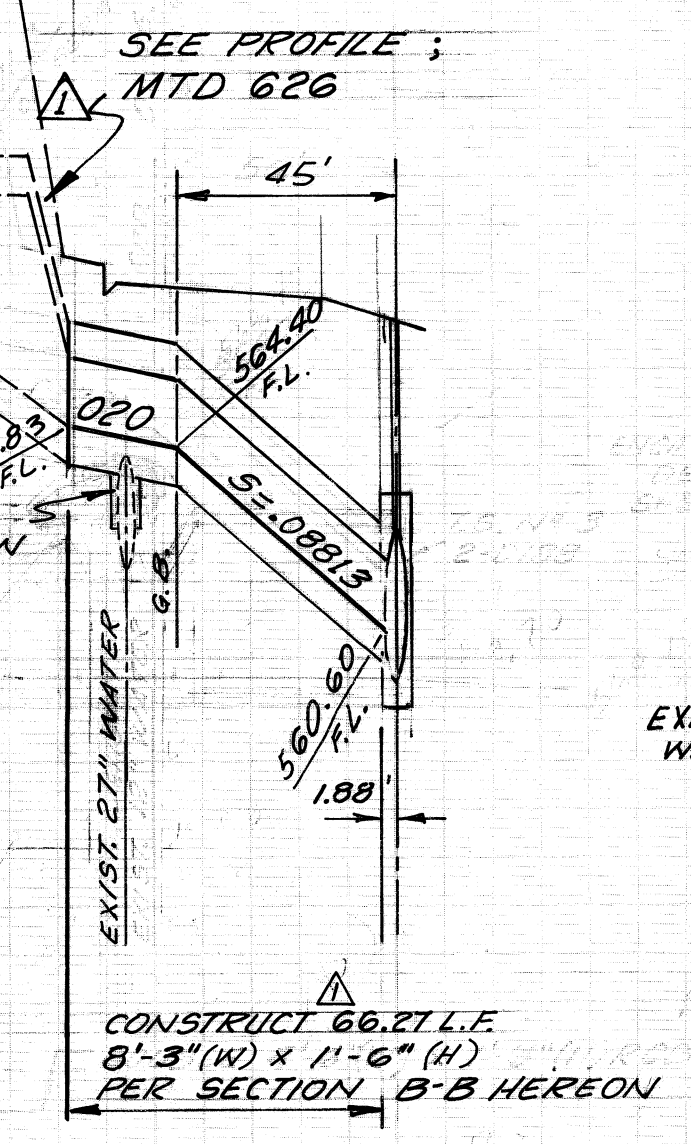 SEE PROFILE ;
MTD 626
1
45'
564.40
F.L.
020
.83
F.L.
S=.08813
G.B.
EXIST. 27" WATER
560.60
F.L.
1.88'
1
CONSTRUCT 66.27 L.F.
8'-3"(W) x 1'-6" (H)
PER SECTION B-B HEREON